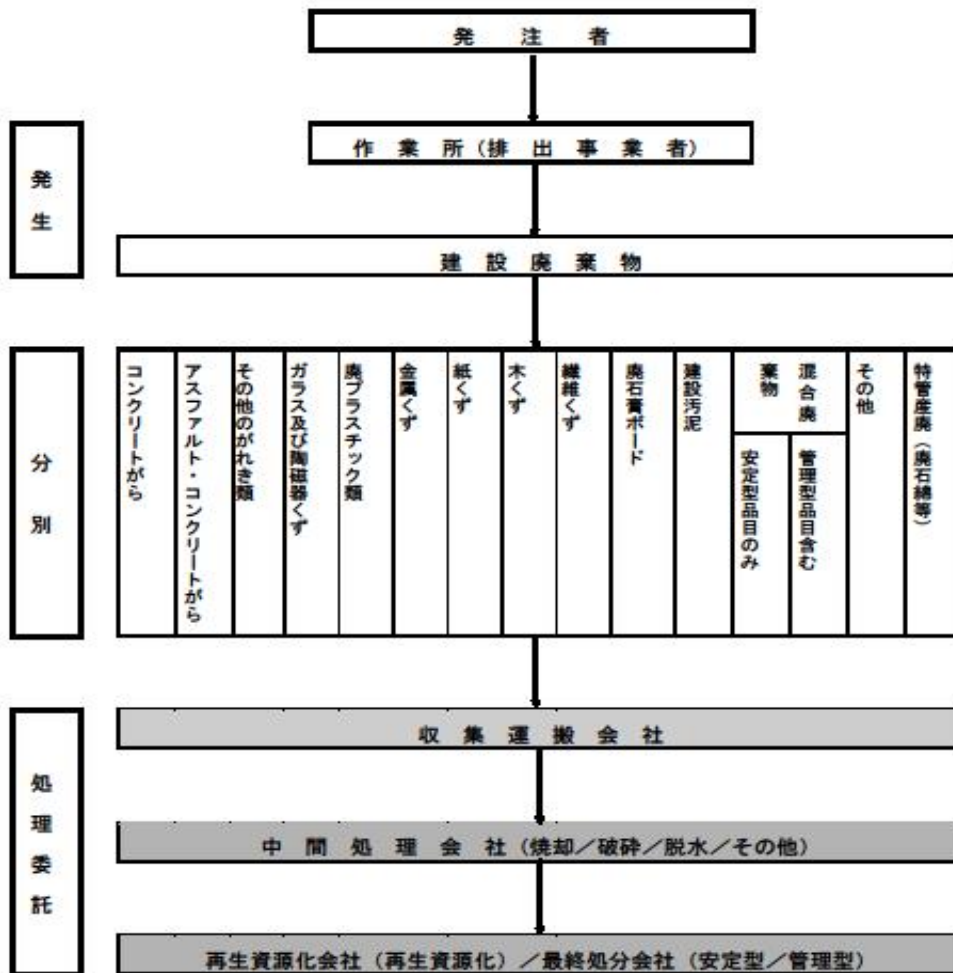 発注者
発生
作業所(排出事業者)
建設廃棄物
分別
コンクリートがら
アスファルト・コンクリートがら
その他のがれき類
ガラス及び陶磁器くず
廃プラスチック類
金属くず
紙くず
木くず
繊維くず
廃石膏ボード
建設汚泥
混合廃
棄物
安定型品目のみ
管理型品目含む
その他
特管産廃(廃石綿等)
処理委託
収集運搬会社
中間処理会社(焼却/破砕/脱水/その他)
再生資源化会社(再生資源化)/最終処分会社(安定型/管理型)